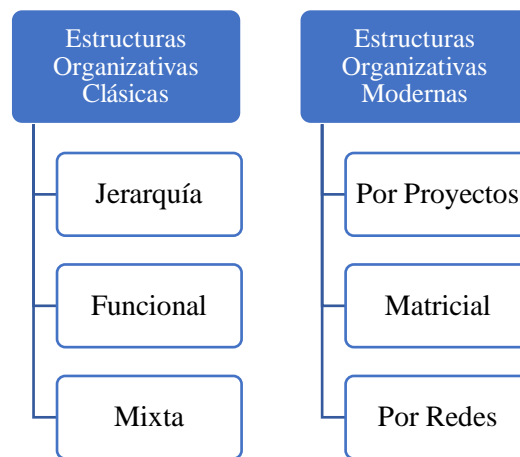 Estructuras
Organizativas
Clásicas
Jerarquía
Funcional
Mixta
Estructuras
Organizativas
Modernas
Por Proyectos
Matricial
Por Redes